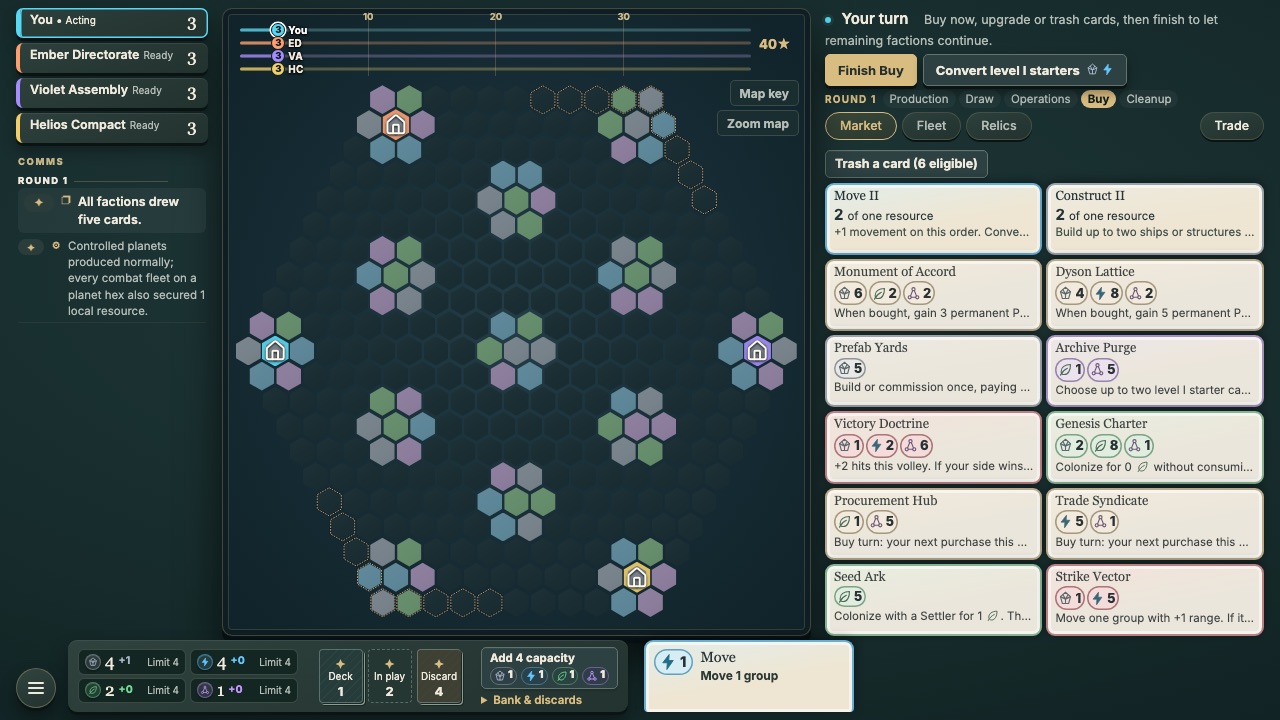 You • Acting 3
Ember Directorate Ready 3
Violet Assembly Ready 3
Helios Compact Ready 3
COMMS
ROUND 1
All factions drew
five cards.
Controlled planets
produced normally;
every combat fleet on a
planet hex also secured 1
local resource.
10 20 30
3 You
3 ED
3 VA
3 HC
40★
Map key
Zoom map
Your turn Buy now, upgrade or trash cards, then finish to let
remaining factions continue.
Finish Buy
Convert level I starters
ROUND 1 Production Draw Operations Buy Cleanup
Market Fleet Relics Trade
Trash a card (6 eligible)
Move II
2 of one resource
+1 movement on this order. Conve...
Construct II
2 of one resource
Build up to two ships or structures ...
Monument of Accord
6 2 2
When bought, gain 3 permanent P...
Dyson Lattice
4 8 2
When bought, gain 5 permanent P...
Prefab Yards
5
Build or commission once, paying ...
Archive Purge
1 5
Choose up to two level I starter ca...
Victory Doctrine
1 2 6
+2 hits this volley. If your side wins...
Genesis Charter
2 8 1
Colonize for 0 without consumi...
Procurement Hub
1 5
Buy turn: your next purchase this ...
Trade Syndicate
5 1
Buy turn: your next purchase this ...
Seed Ark
5
Colonize with a Settler for 1 . Th...
Strike Vector
1 5
Move one group with +1 range. If it...
4 +1 Limit 4
4 +0 Limit 4
2 +0 Limit 4
1 +0 Limit 4
Deck
1
In play
2
Discard
4
Add 4 capacity
1 1 1 1
▶ Bank & discards
1 Move
Move 1 group